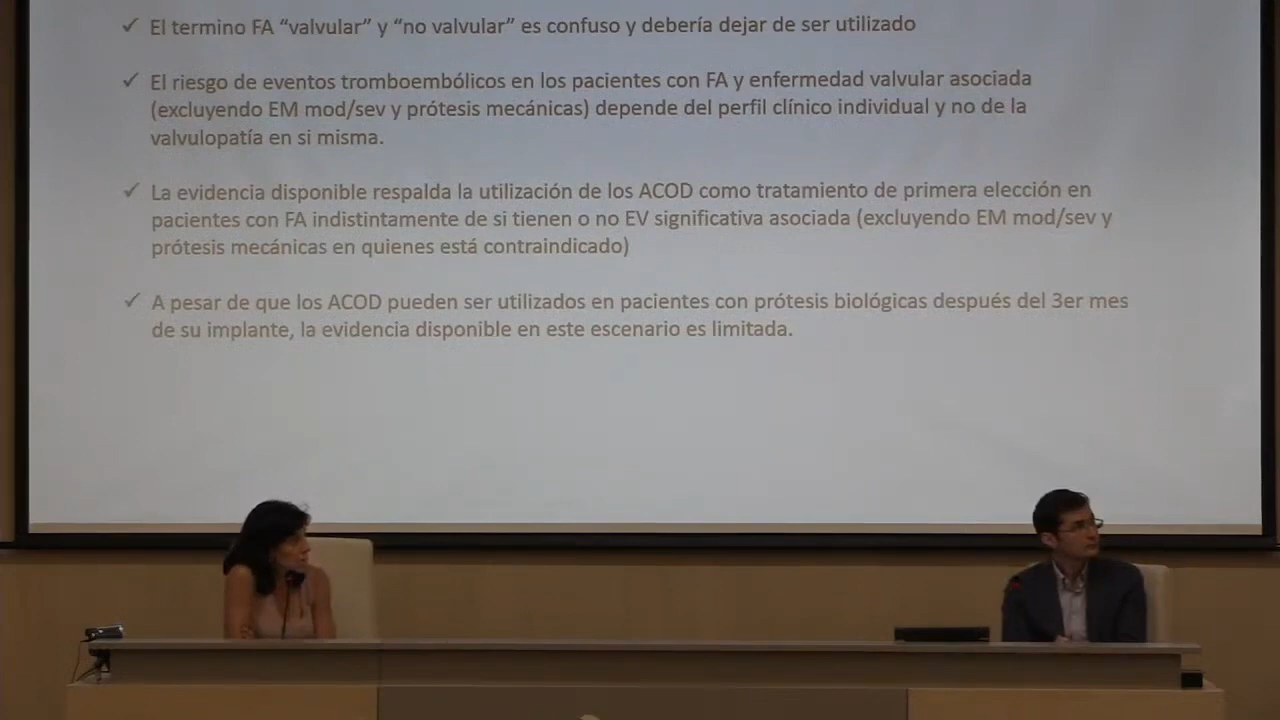 ✓ El termino FA “valvular” y “no valvular” es confuso y debería dejar de ser utilizado
✓ El riesgo de eventos tromboembólicos en los pacientes con FA y enfermedad valvular asociada
(excluyendo EM mod/sev y prótesis mecánicas) depende del perfil clínico individual y no de la
valvulopatía en si misma.
✓ La evidencia disponible respalda la utilización de los ACOD como tratamiento de primera elección en
pacientes con FA indistintamente de si tienen o no EV significativa asociada (excluyendo EM mod/sev y
prótesis mecánicas en quienes está contraindicado)
✓ A pesar de que los ACOD pueden ser utilizados en pacientes con prótesis biológicas después del 3er mes
de su implante, la evidencia disponible en este escenario es limitada.